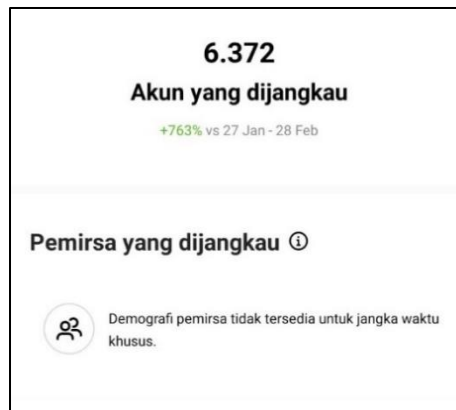 6.372
Akun yang dijangkau
+763% vs 27 Jan - 28 Feb
Pemirsa yang dijangkau
Demografi pemirsa tidak tersedia untuk jangka waktu
khusus.